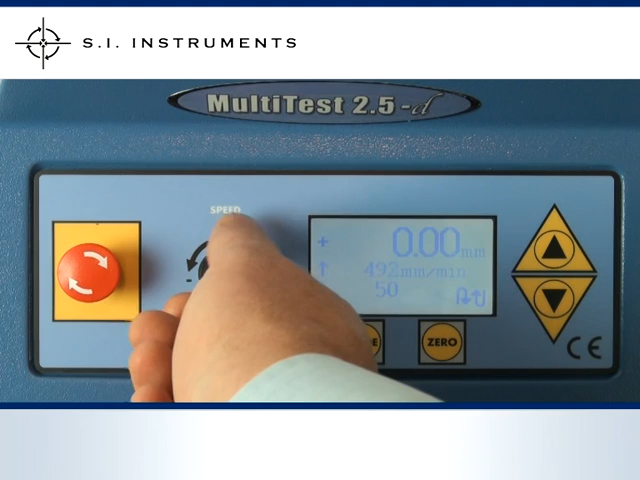 S.I. INSTRUMENTS
MultiTest 2.5-d
SPEED
+ 0.00mm
↑ 492mm/min
50
ZERO
CE